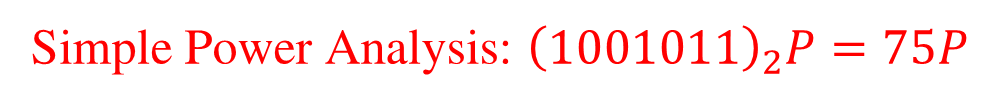 Simple Power Analysis: (1001011)₂P = 75P